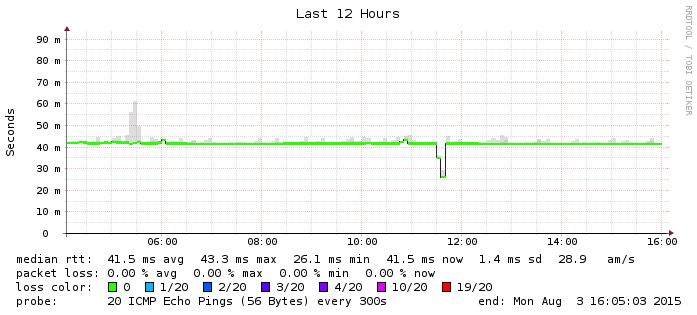 Last 12 Hours
RRDTOOL / TOBI OETIKER
Seconds
90 m
80 m
70 m
60 m
50 m
40 m
30 m
20 m
10 m
0
06:00 08:00 10:00 12:00 14:00 16:00
median rtt: 41.5 ms avg 43.3 ms max 26.1 ms min 41.5 ms now 1.4 ms sd 28.9 am/s
packet loss: 0.00 % avg 0.00 % max 0.00 % min 0.00 % now
loss color: 0 1/20 2/20 3/20 4/20 10/20 19/20
probe: 20 ICMP Echo Pings (56 Bytes) every 300s end: Mon Aug 3 16:05:03 2015